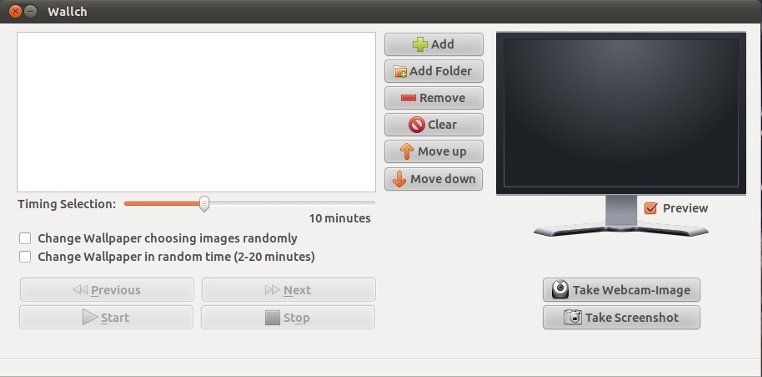 Wallch
Add
Add Folder
Remove
Clear
Move up
Move down
Timing Selection:
10 minutes
Preview
Change Wallpaper choosing images randomly
Change Wallpaper in random time (2-20 minutes)
Previous
Next
Take Webcam-Image
Start
Stop
Take Screenshot